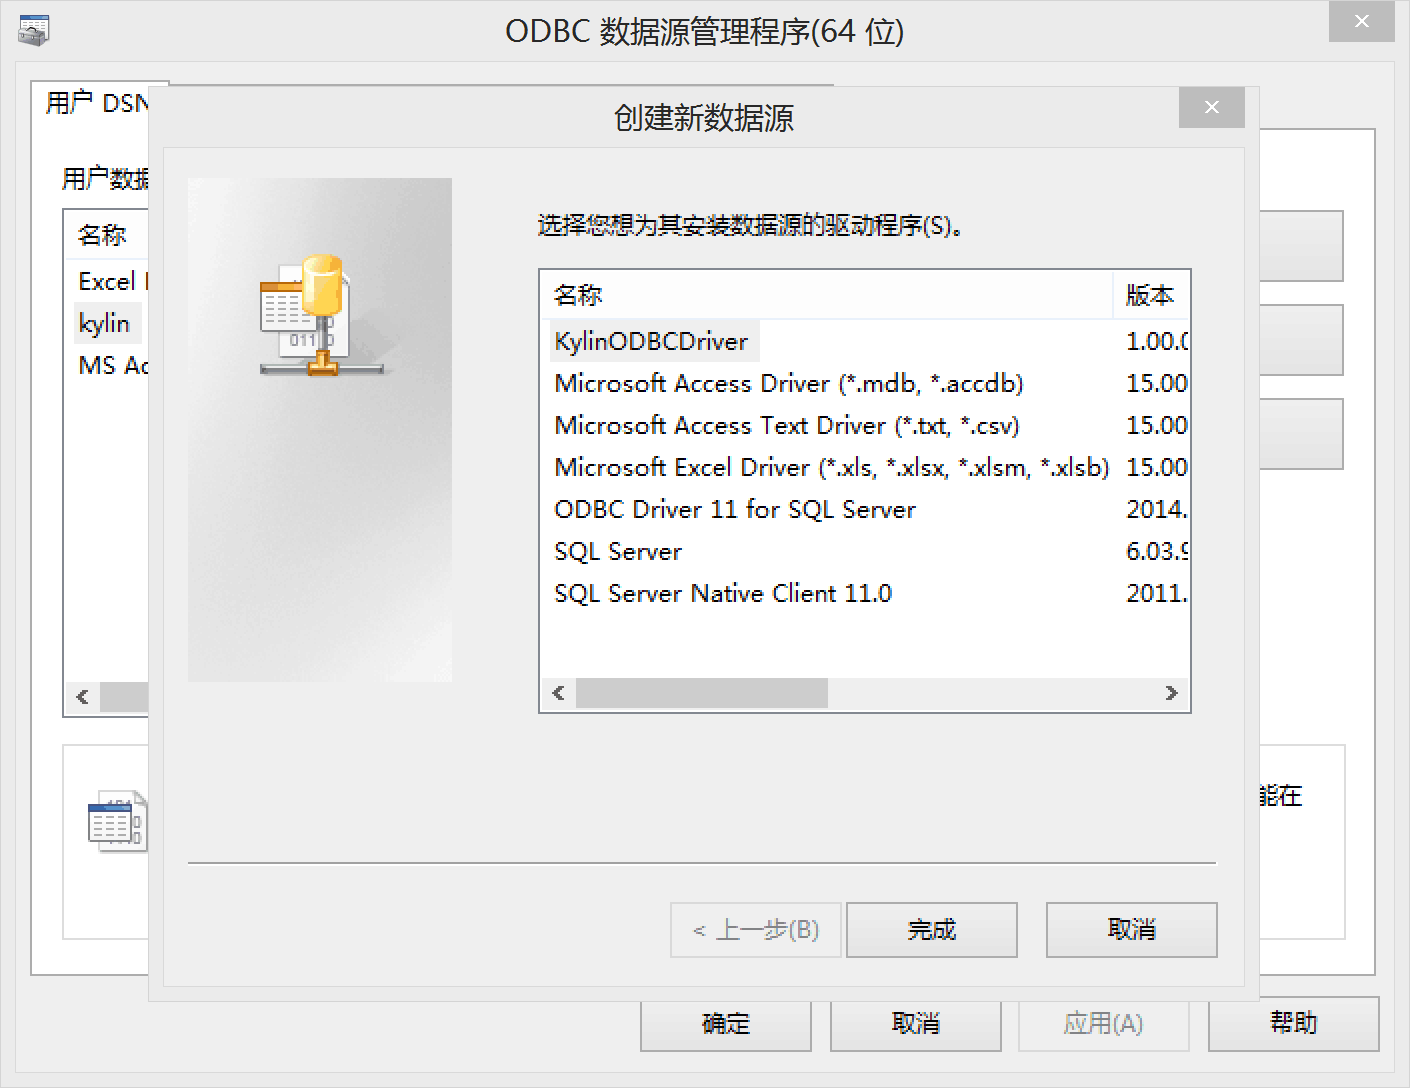 ODBC 数据源管理程序(64 位)
用户 DSN
创建新数据源
用户数据
选择您想为其安装数据源的驱动程序(S)。
名称
Excel
kylin
MS Ac
名称 版本
KylinODBCDriver 1.00.0
Microsoft Access Driver (*.mdb, *.accdb) 15.00
Microsoft Access Text Driver (*.txt, *.csv) 15.00
Microsoft Excel Driver (*.xls, *.xlsx, *.xlsm, *.xlsb) 15.00
ODBC Driver 11 for SQL Server 2014.
SQL Server 6.03.9
SQL Server Native Client 11.0 2011.
能在
< 上一步(B) 完成 取消
确定 取消 应用(A) 帮助